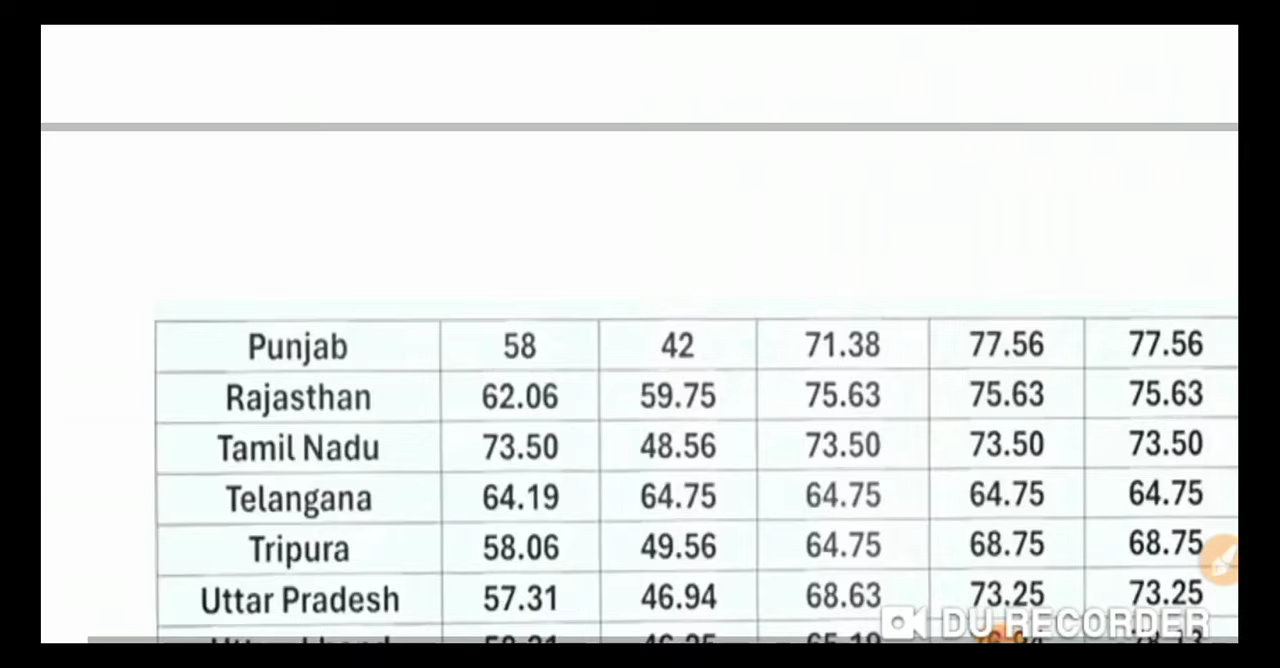 Punjab 58 42 71.38 77.56 77.56
Rajasthan 62.06 59.75 75.63 75.63 75.63
Tamil Nadu 73.50 48.56 73.50 73.50 73.50
Telangana 64.19 64.75 64.75 64.75 64.75
Tripura 58.06 49.56 64.75 68.75 68.75
Uttar Pradesh 57.31 46.94 68.63 73.25 73.25
DU RECORDER